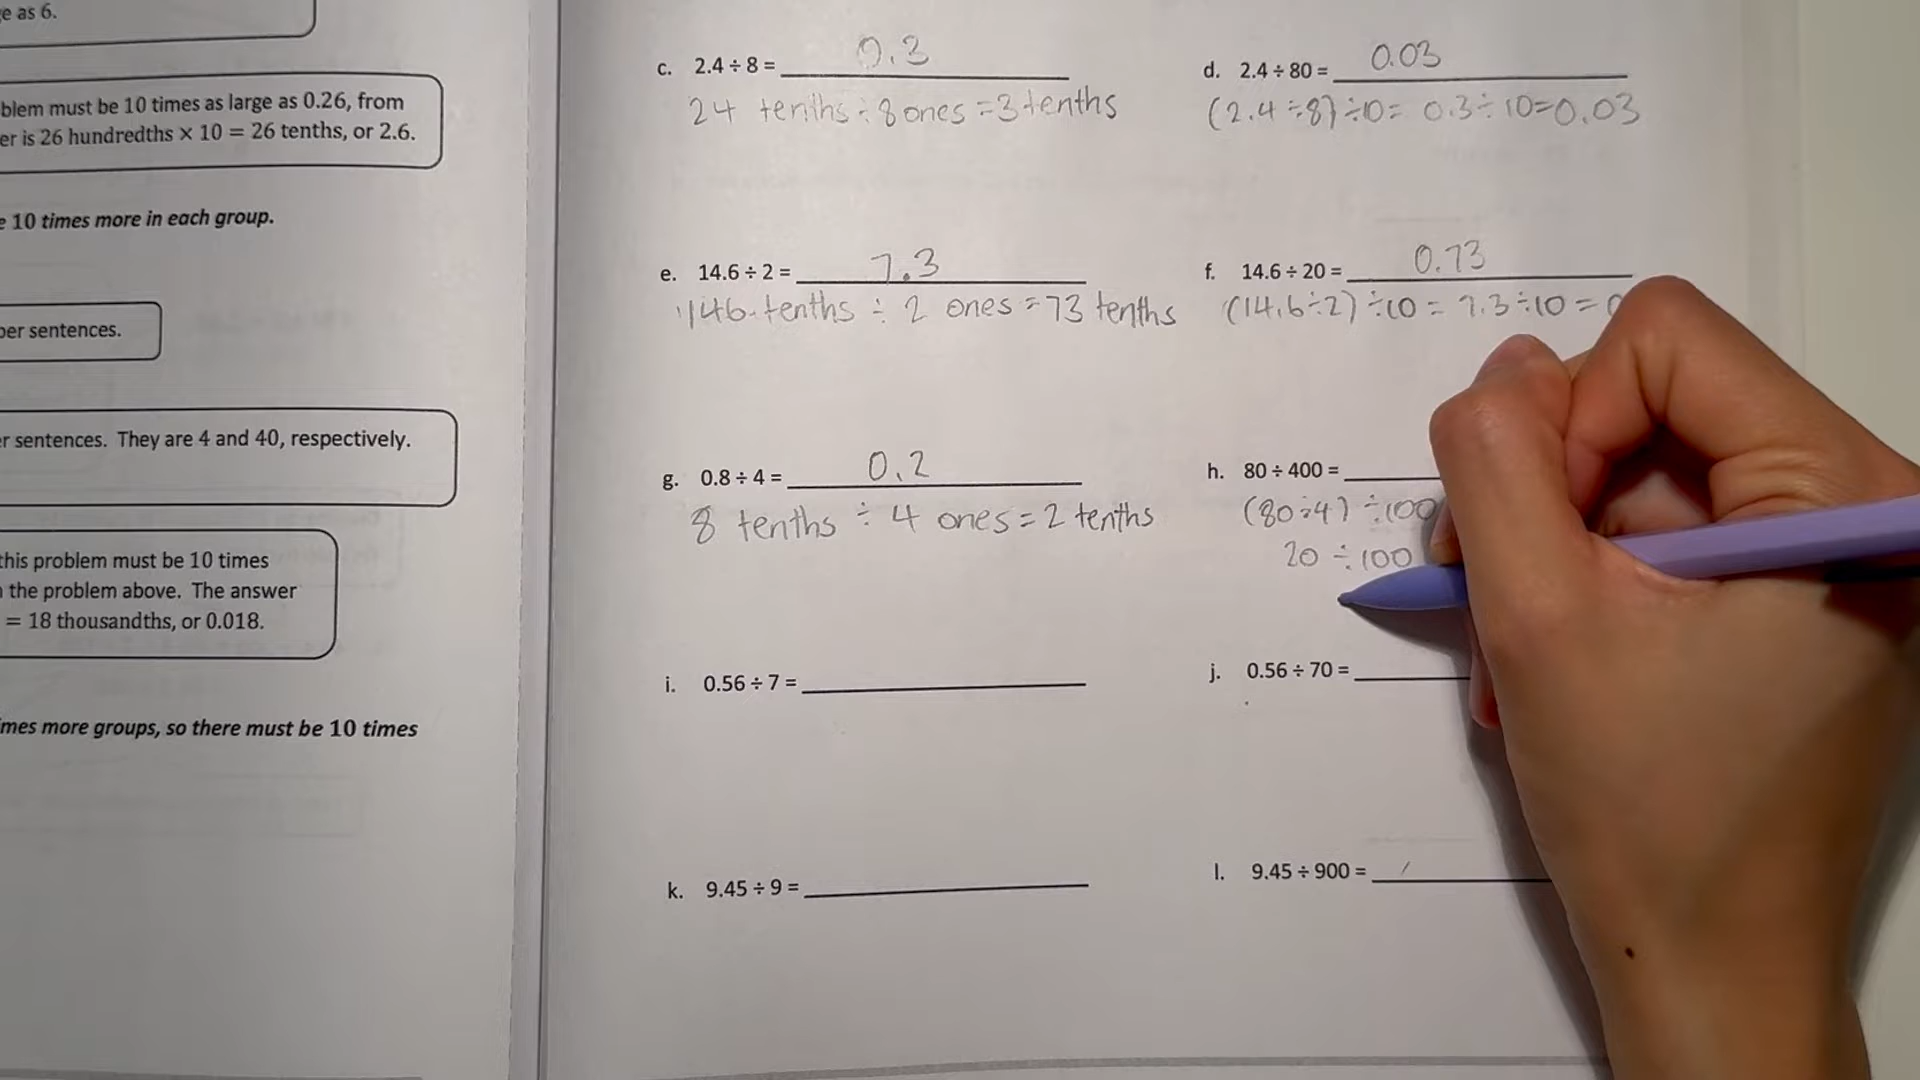 e as 6.
blem must be 10 times as large as 0.26, from
er is 26 hundredths × 10 = 26 tenths, or 2.6.
e 10 times more in each group.
ber sentences.
r sentences. They are 4 and 40, respectively.
this problem must be 10 times
the problem above. The answer
= 18 thousandths, or 0.018.
mes more groups, so there must be 10 times
c. 2.4 ÷ 8 = 0.3
24 tenths ÷ 8 ones = 3 tenths
d. 2.4 ÷ 80 = 0.03
(2.4 ÷ 8) ÷ 10 = 0.3 ÷ 10 = 0.03
e. 14.6 ÷ 2 = 7.3
146 tenths ÷ 2 ones = 73 tenths
f. 14.6 ÷ 20 = 0.73
(14.6 ÷ 2) ÷ 10 = 7.3 ÷ 10 = 0
g. 0.8 ÷ 4 = 0.2
8 tenths ÷ 4 ones = 2 tenths
h. 80 ÷ 400 =
(80 ÷ 4) ÷ 100
20 ÷ 100
i. 0.56 ÷ 7 =
j. 0.56 ÷ 70 =
k. 9.45 ÷ 9 =
l. 9.45 ÷ 900 =